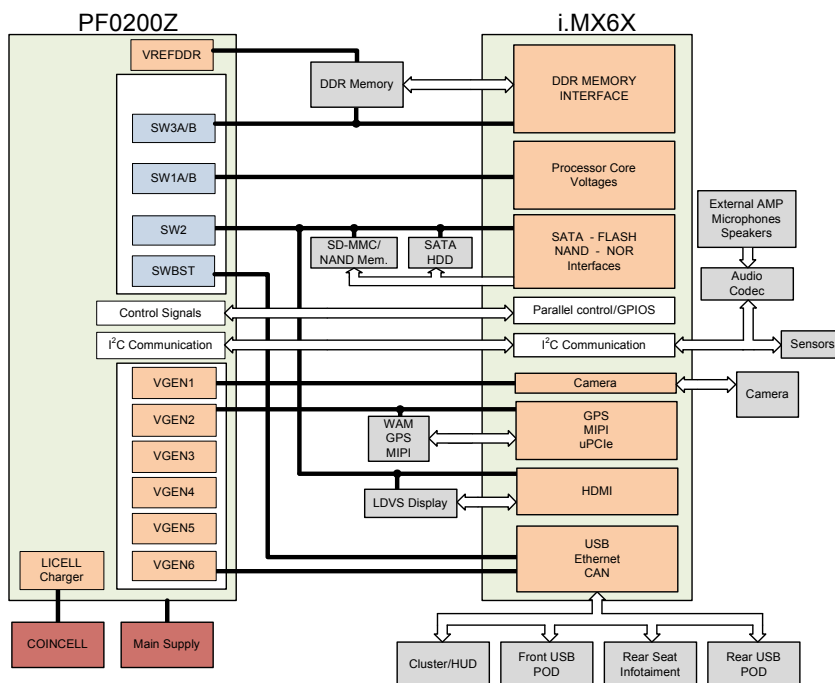 PF0200Z
i.MX6X
VREFDDR
DDR Memory
DDR MEMORY
INTERFACE
SW3A/B
SW1A/B
Processor Core
Voltages
SW2
SD-MMC/
NAND Mem.
SATA
HDD
SATA - FLASH
NAND - NOR
Interfaces
External AMP
Microphones
Speakers
SWBST
Audio
Codec
Control Signals
Parallel control/GPIOS
I²C Communication
I²C Communication
Sensors
VGEN1
Camera
Camera
VGEN2
WAM
GPS
MIPI
GPS
MIPI
uPCIe
VGEN3
VGEN4
LDVS Display
HDMI
VGEN5
VGEN6
USB
Ethernet
CAN
LICELL
Charger
COINCELL
Main Supply
Cluster/HUD
Front USB
POD
Rear Seat
Infotaiment
Rear USB
POD